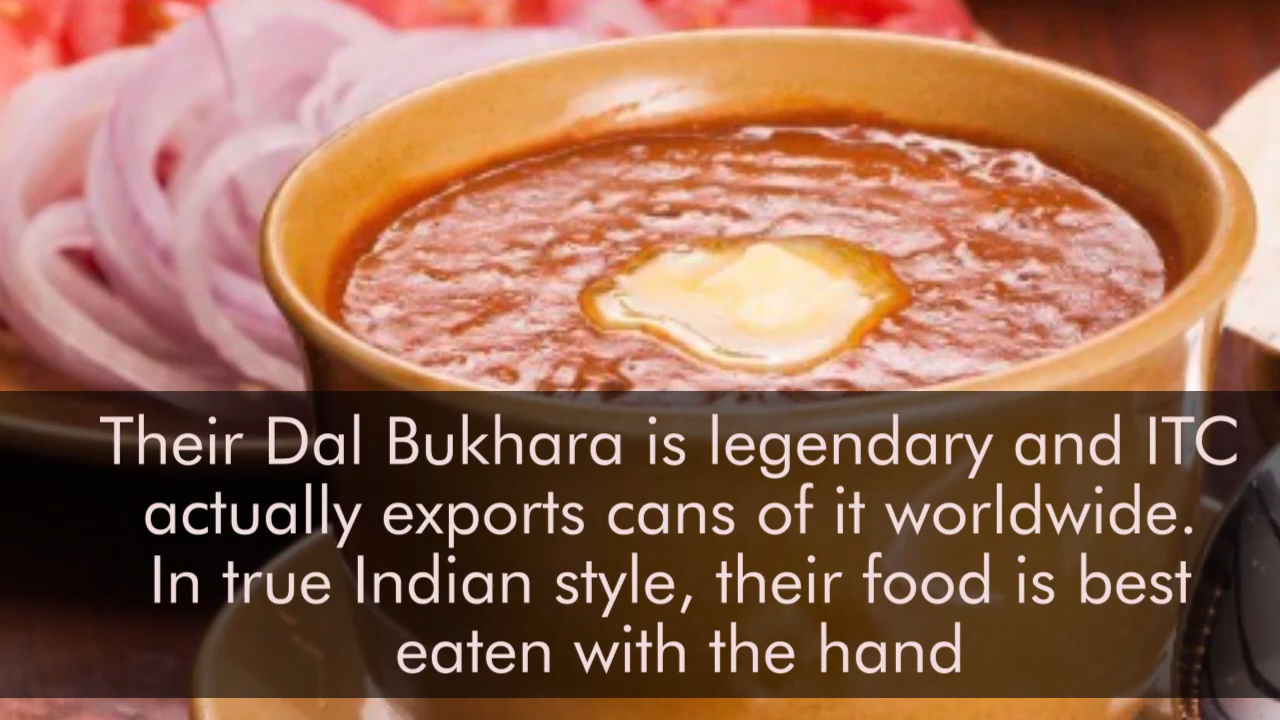 Their Dal Bukhara is legendary and ITC
actually exports cans of it worldwide.
In true Indian style, their food is best
eaten with the hand